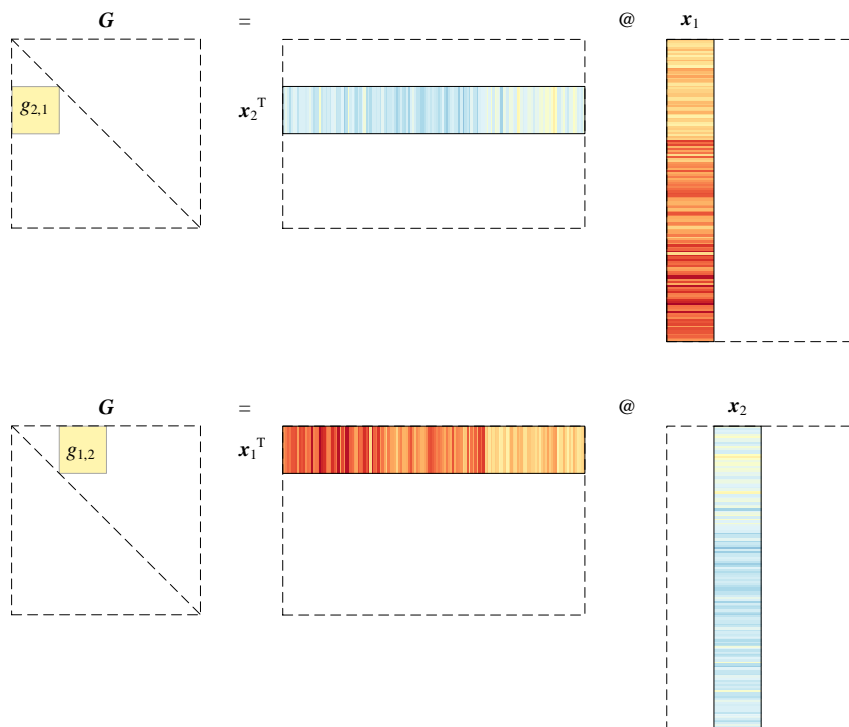 G = @ x₁
g₂,₁
x₂ᵀ
G = @ x₂
g₁,₂
x₁ᵀ